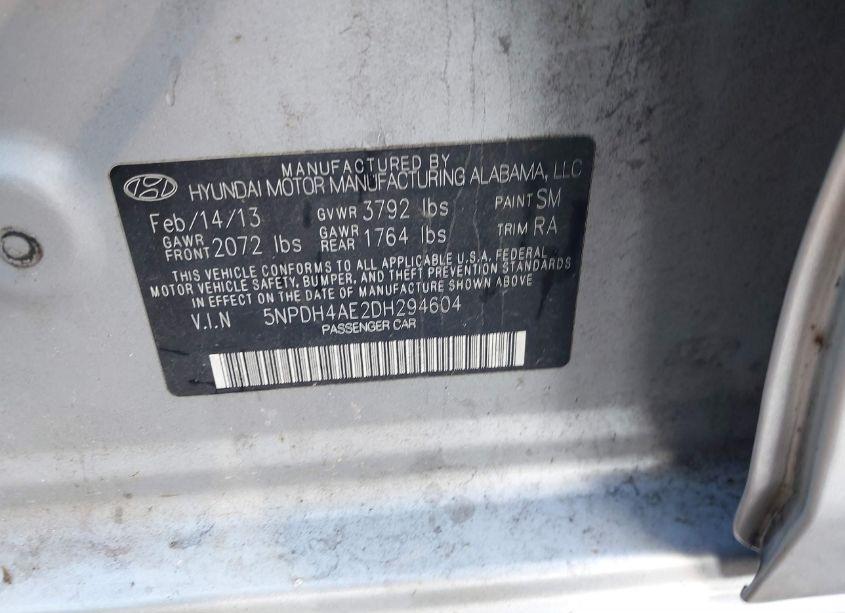 MANUFACTURED BY
HYUNDAI MOTOR MANUFACTURING ALABAMA, LLC
Feb/14/13 GVWR 3792 lbs PAINT SM
GAWR FRONT 2072 lbs GAWR REAR 1764 lbs TRIM RA
THIS VEHICLE CONFORMS TO ALL APPLICABLE U.S.A. FEDERAL
MOTOR VEHICLE SAFETY, BUMPER, AND THEFT PREVENTION STANDARDS
IN EFFECT ON THE DATE OF MANUFACTURE SHOWN ABOVE
V.I.N 5NPDH4AE2DH294604
PASSENGER CAR